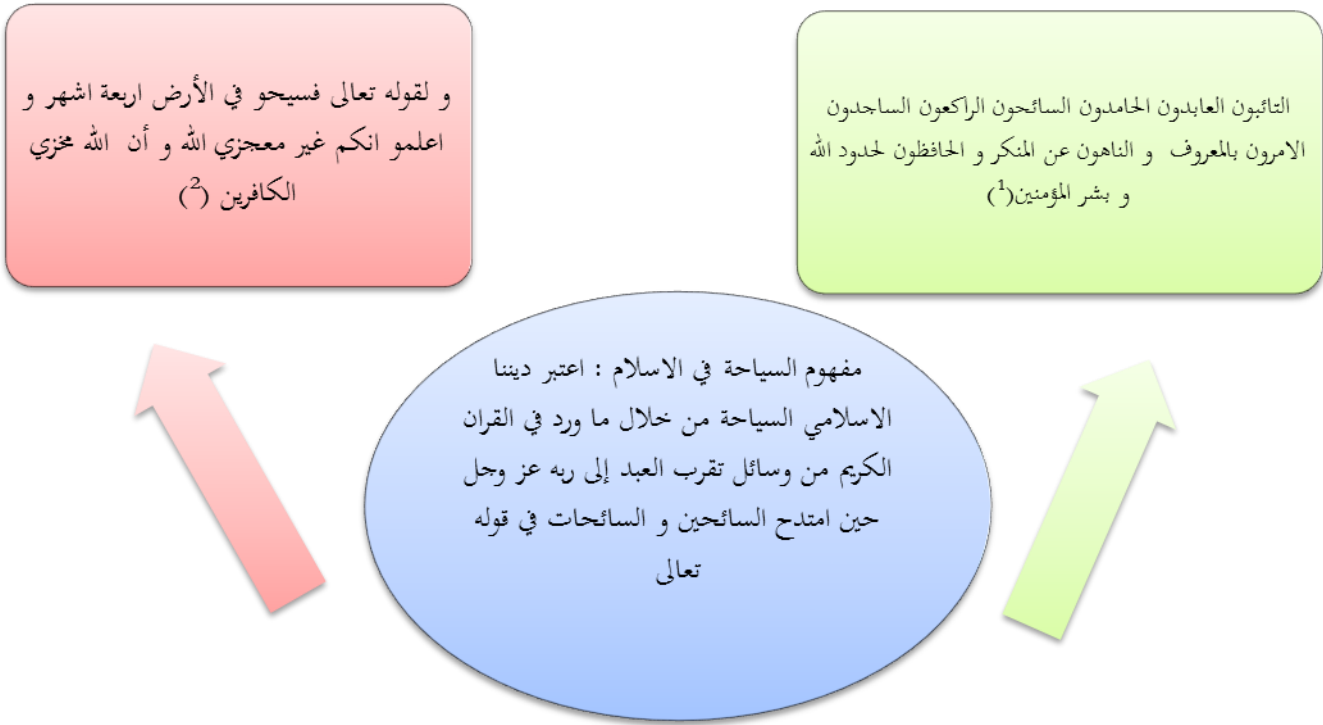 التائبون العابدون الحامدون السائحون الراكعون الساجدون
الامرون بالمعروف و الناهون عن المنكر و الحافظون لحدود الله
و بشر المؤمنين(1)
و لقوله تعالى فسيحو في الأرض اربعة اشهر و
اعلمو انكم غير معجزي الله و أن الله مخزي
الكافرين (2)
مفهوم السياحة في الاسلام : اعتبر ديننا
الاسلامي السياحة من خلال ما ورد في القران
الكريم من وسائل تقرب العبد إلى ربه عز وجل
حين امتدح السائحين و السائحات في قوله
تعالى